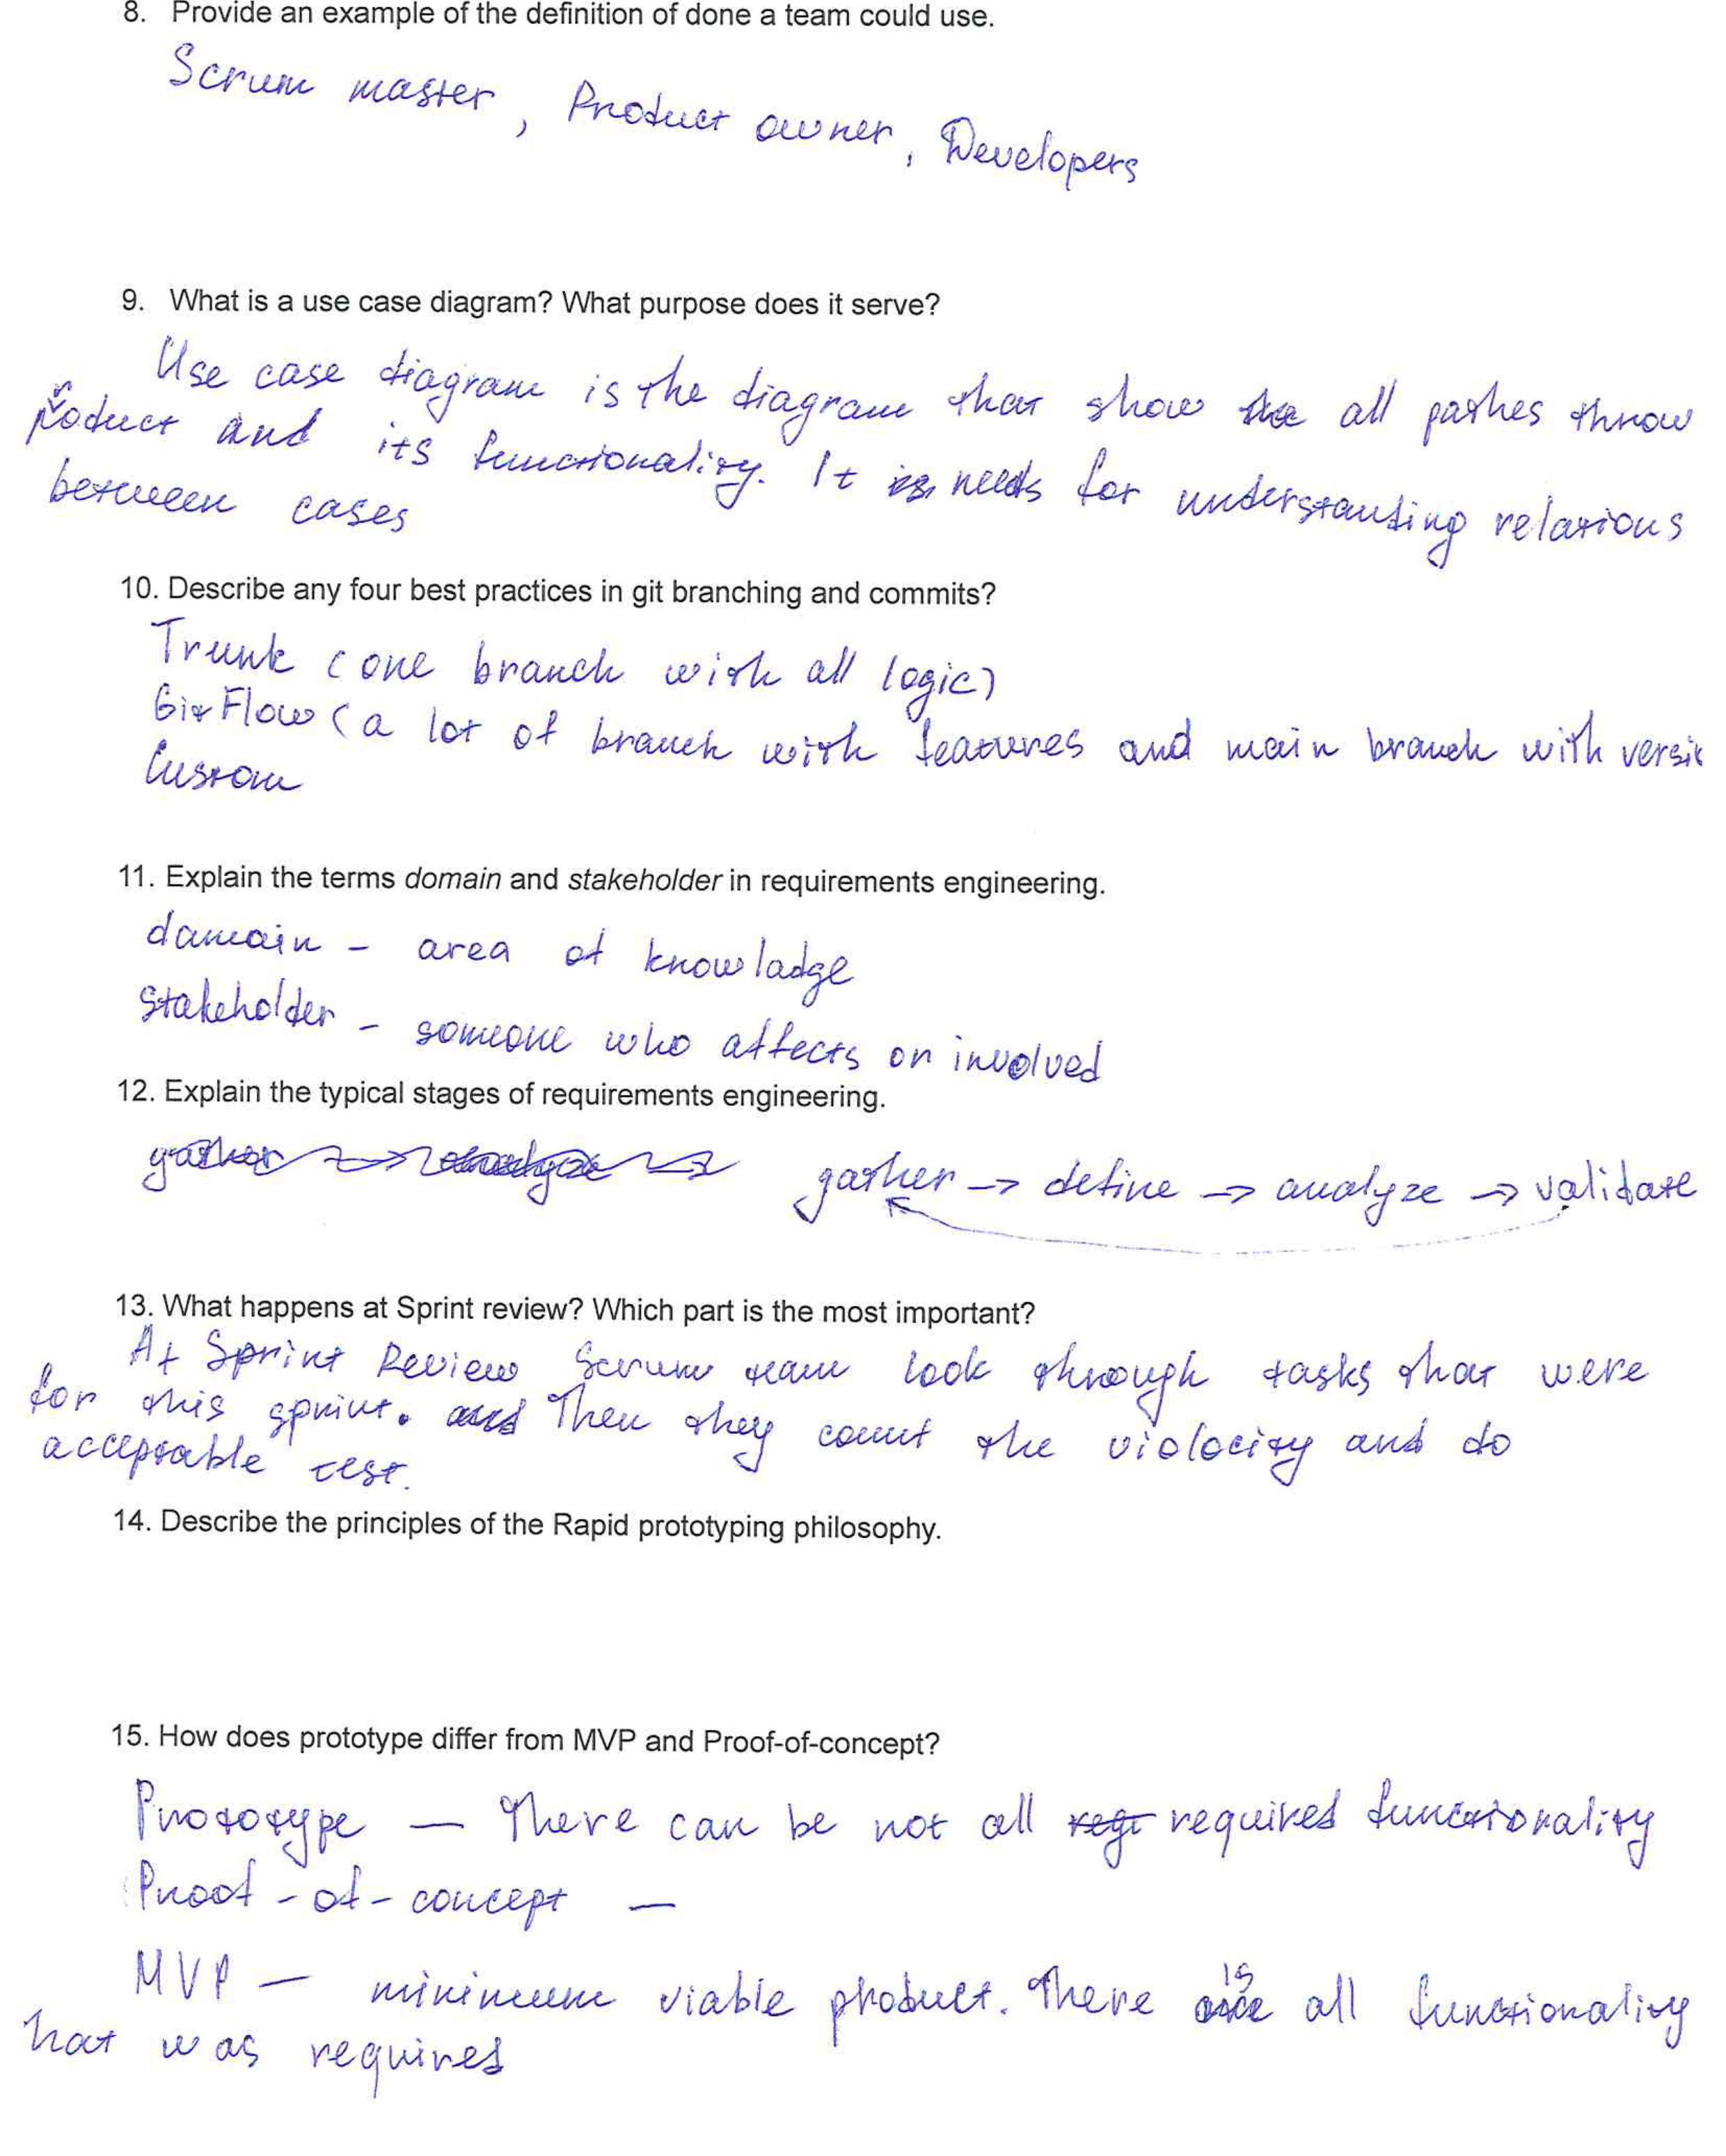 8. Provide an example of the definition of done a team could use.
Scrum master, Product owner, Developers
9. What is a use case diagram? What purpose does it serve?
Use case diagram is the diagram that show the all pathes throw
product and its functionality. It is needs for understanding relations
between cases
10. Describe any four best practices in git branching and commits?
Trunk (one branch with all logic)
GitFlow (a lot of branch with features and main branch with versi
Custom
11. Explain the terms domain and stakeholder in requirements engineering.
domain - area of knowladge
Stakeholder - someone who affects or involved
12. Explain the typical stages of requirements engineering.
gather -> analyze -> gather -> define -> analyze -> validate
13. What happens at Sprint review? Which part is the most important?
At Sprint Review Scrum team look through tasks that were
for this sprint. and Then they count the violocity and do
acceptable test.
14. Describe the principles of the Rapid prototyping philosophy.
15. How does prototype differ from MVP and Proof-of-concept?
Prototype — There can be not all reqt required functionality
Proof-of-concept —
MVP — minimum viable product. There is all functionality
hat was required